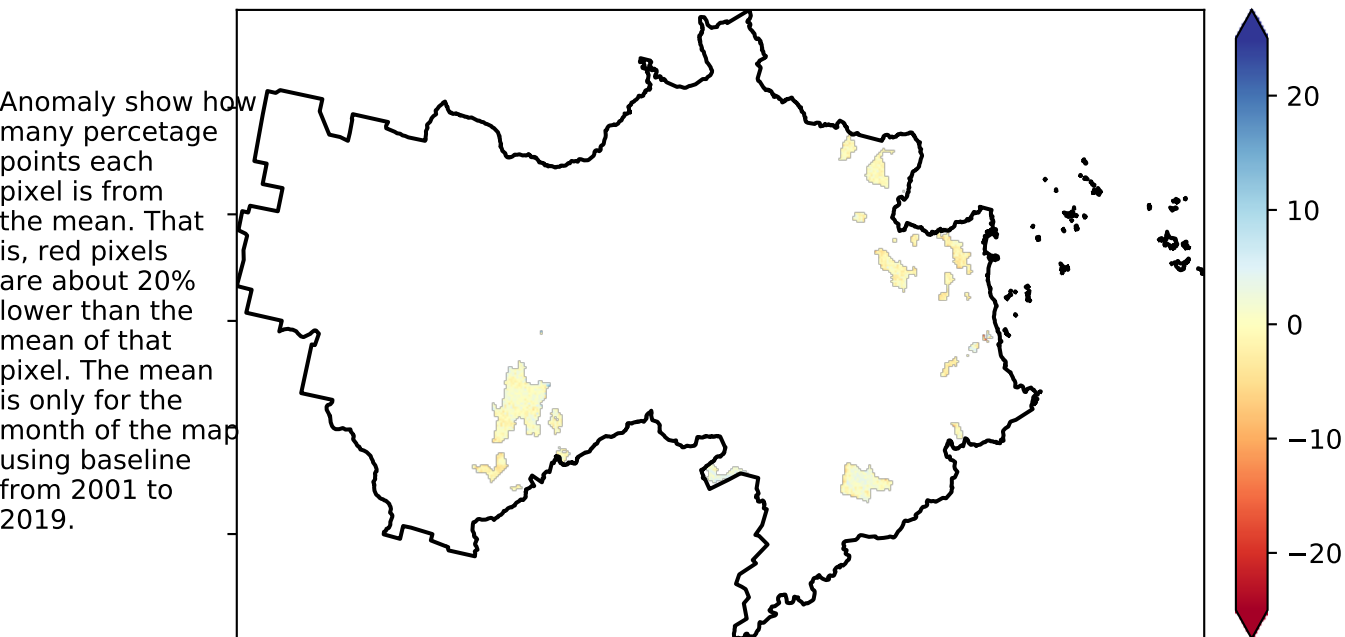 Anomaly show how
many percetage
points each
pixel is from
the mean. That
is, red pixels
are about 20%
lower than the
mean of that
pixel. The mean
is only for the
month of the map
using baseline
from 2001 to
2019.
20
10
0
−10
−20